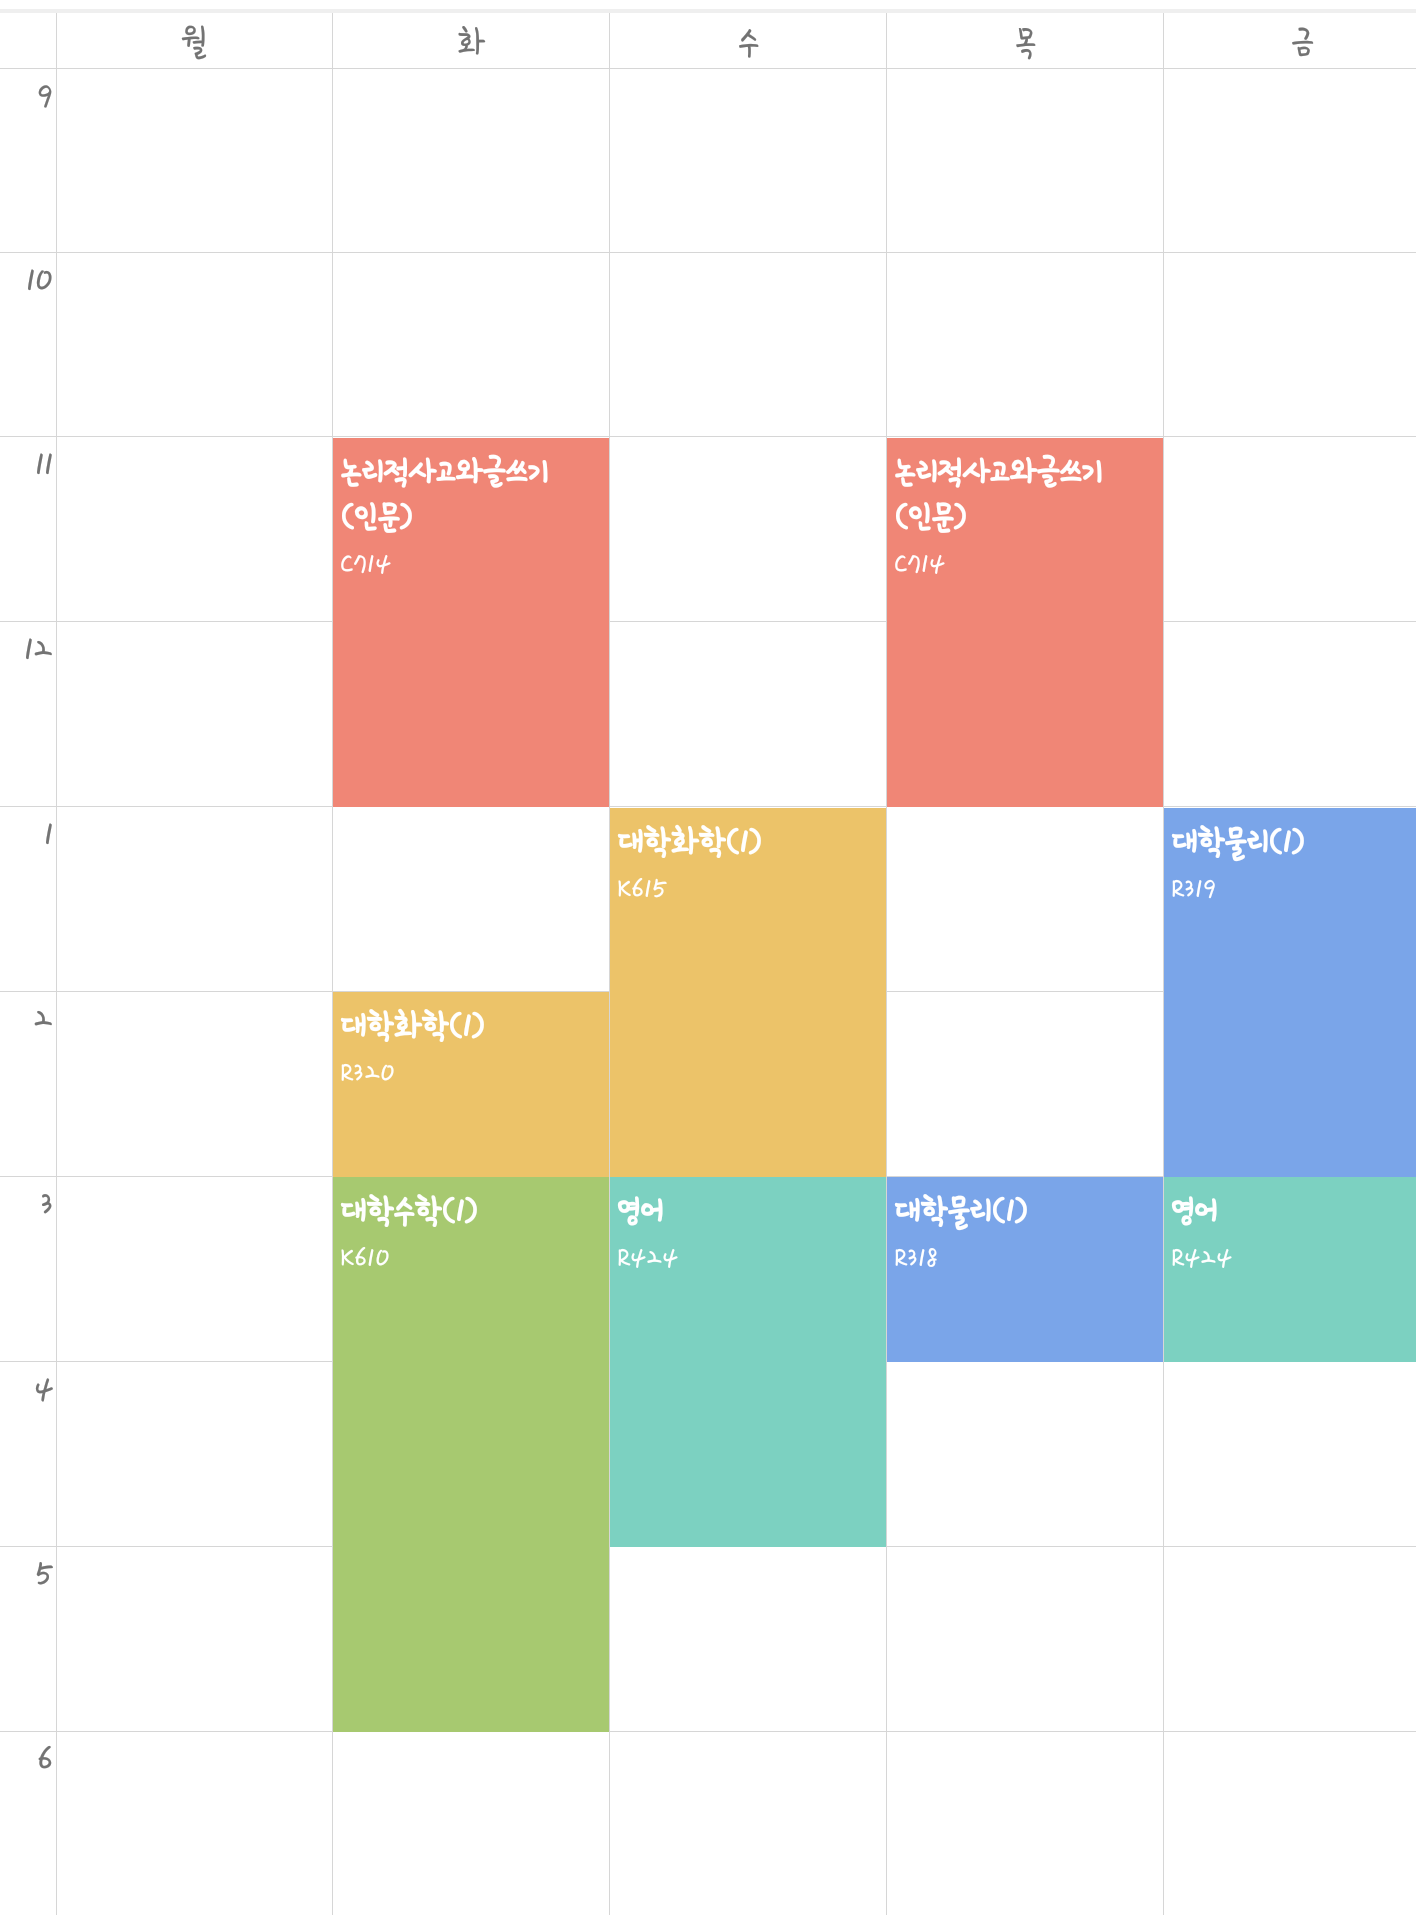 월 화 수 목 금
9
10
11
논리적사고와글쓰기
(인문)
C714
논리적사고와글쓰기
(인문)
C714
12
1
대학화학(1)
K615
대학물리(1)
R319
2
대학화학(1)
R320
3
대학수학(1)
K610
영어
R424
대학물리(1)
R318
영어
R424
4
5
6